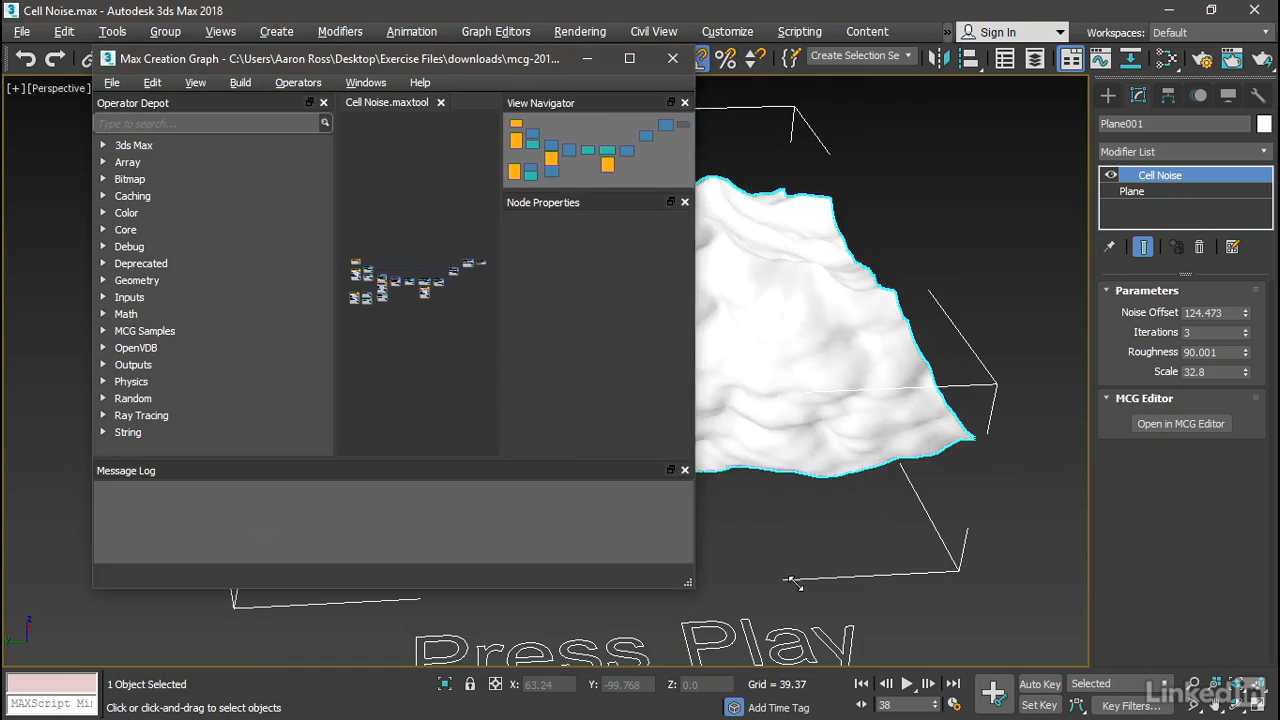 Cell Noise.max - Autodesk 3ds Max 2018
File Edit Tools Group Views Create Modifiers Animation Graph Editors Rendering Customize Scripting Content » Sign In Workspaces: Default
Create Selection Se
[+] [Perspective]
Max Creation Graph - C:\Users\Aaron Ross\Desktop\Exercise Files\downloads\mcg-201...
File Edit View Build Operators Windows Help
Operator Depot
Type to search...
3ds Max
Array
Bitmap
Caching
Color
Core
Debug
Deprecated
Geometry
Inputs
Math
MCG Samples
OpenVDB
Outputs
Physics
Random
Ray Tracing
String
Cell Noise.maxtool
View Navigator
Node Properties
Message Log
Plane001
Modifier List
Cell Noise
Plane
Parameters
Noise Offset 124.473
Iterations 3
Roughness 90.001
Scale 32.8
MCG Editor
Open in MCG Editor
Press Play
MAXScript Mi
1 Object Selected
Click or click-and-drag to select objects
X: 63.24 Y: -99.768 Z: 0.0 Grid = 39.37
Add Time Tag
38
Auto Key Selected
Set Key Key Filters...
LinkedIn